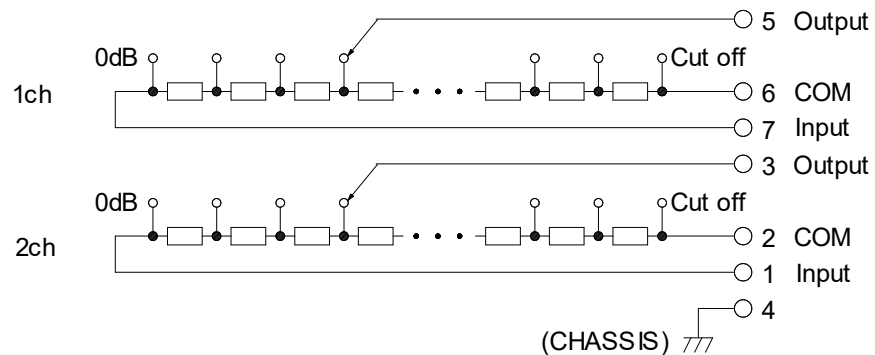 5 Output
0dB
Cut off
1ch
6 COM
7 Input
3 Output
0dB
Cut off
2ch
2 COM
1 Input
4
(CHASSIS)